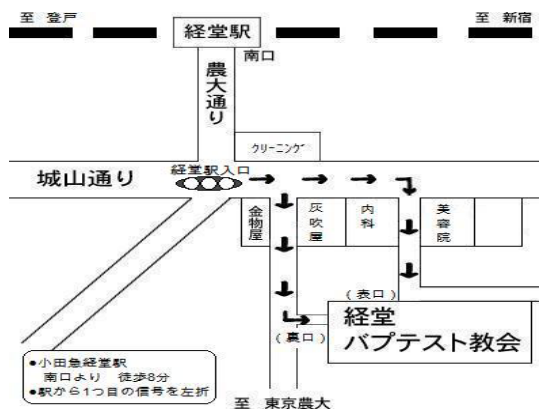 至 登戸
至 新宿
経堂駅
南口
農大通り
クリーニング
経堂駅入口
城山通り
金物屋
灰吹屋
内科
美容院
(表口)
経堂
バプテスト教会
(裏口)
●小田急経堂駅
南口より 徒歩8分
●駅から1つ目の信号を左折
至 東京農大